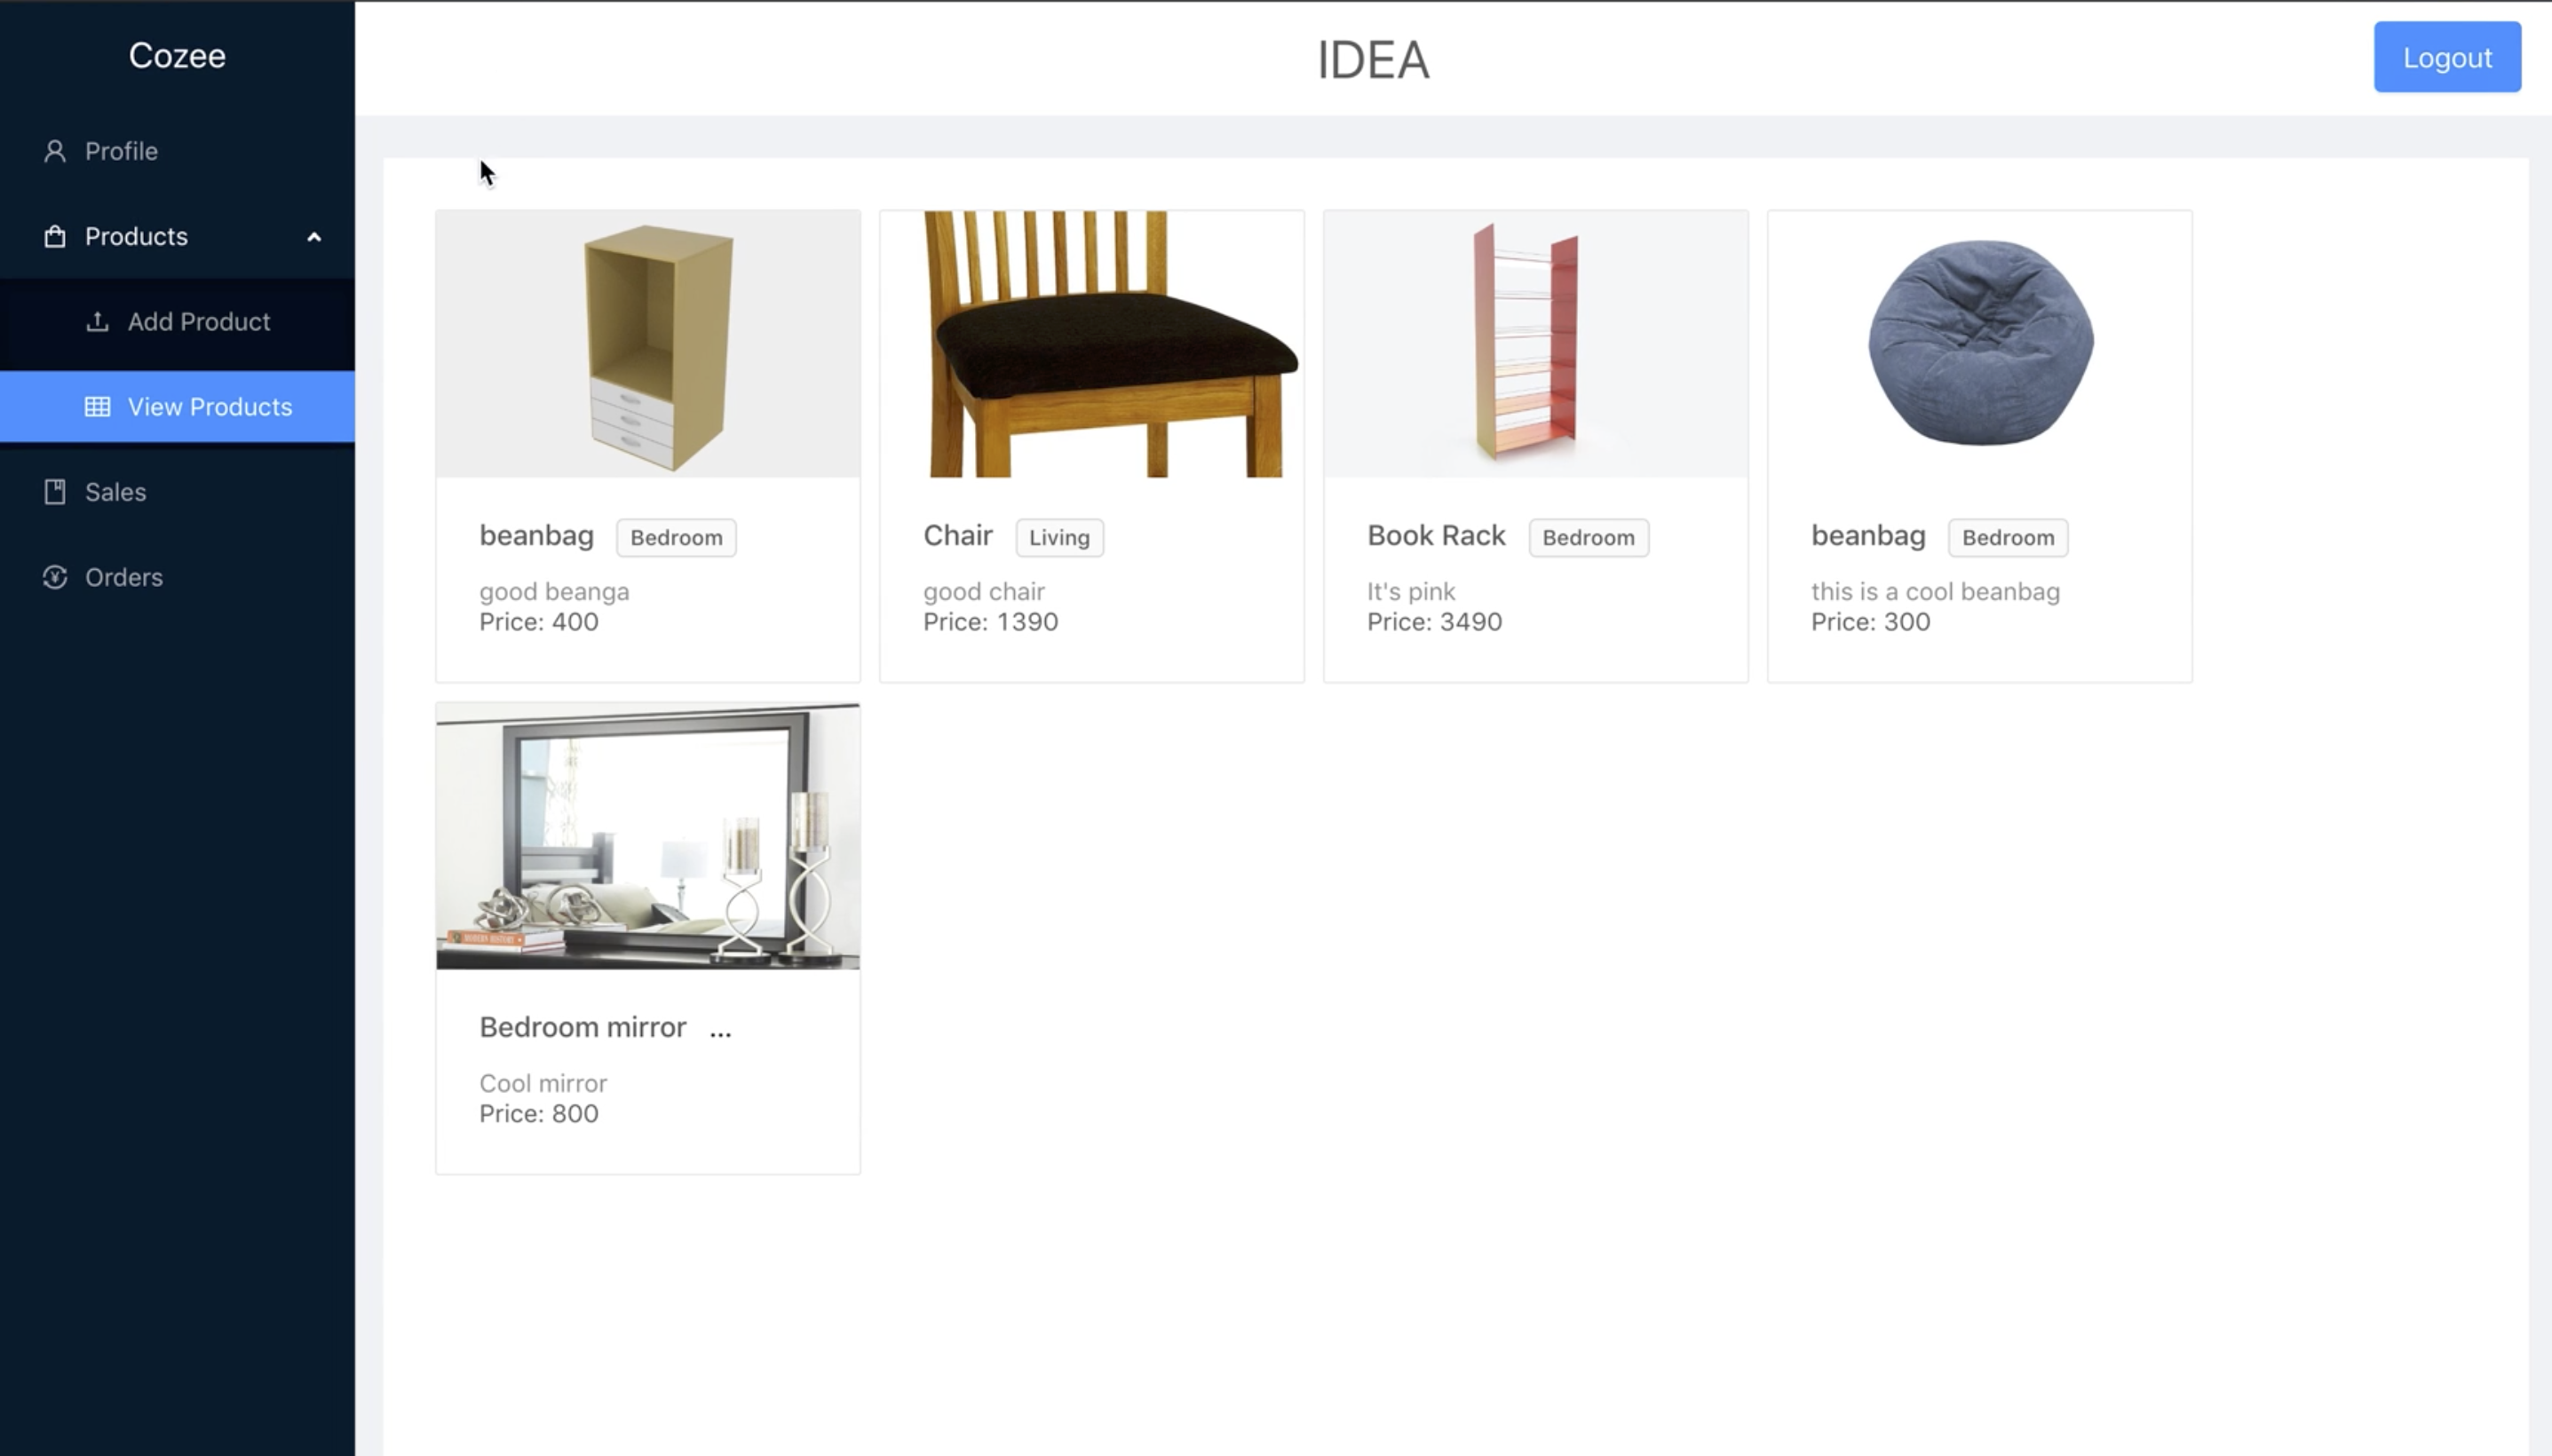 Cozee
IDEA
Logout
Profile
Products
Add Product
View Products
Sales
Orders
beanbag Bedroom
good beanga
Price: 400
Chair Living
good chair
Price: 1390
Book Rack Bedroom
It's pink
Price: 3490
beanbag Bedroom
this is a cool beanbag
Price: 300
MODERN HISTORY
Bedroom mirror ...
Cool mirror
Price: 800